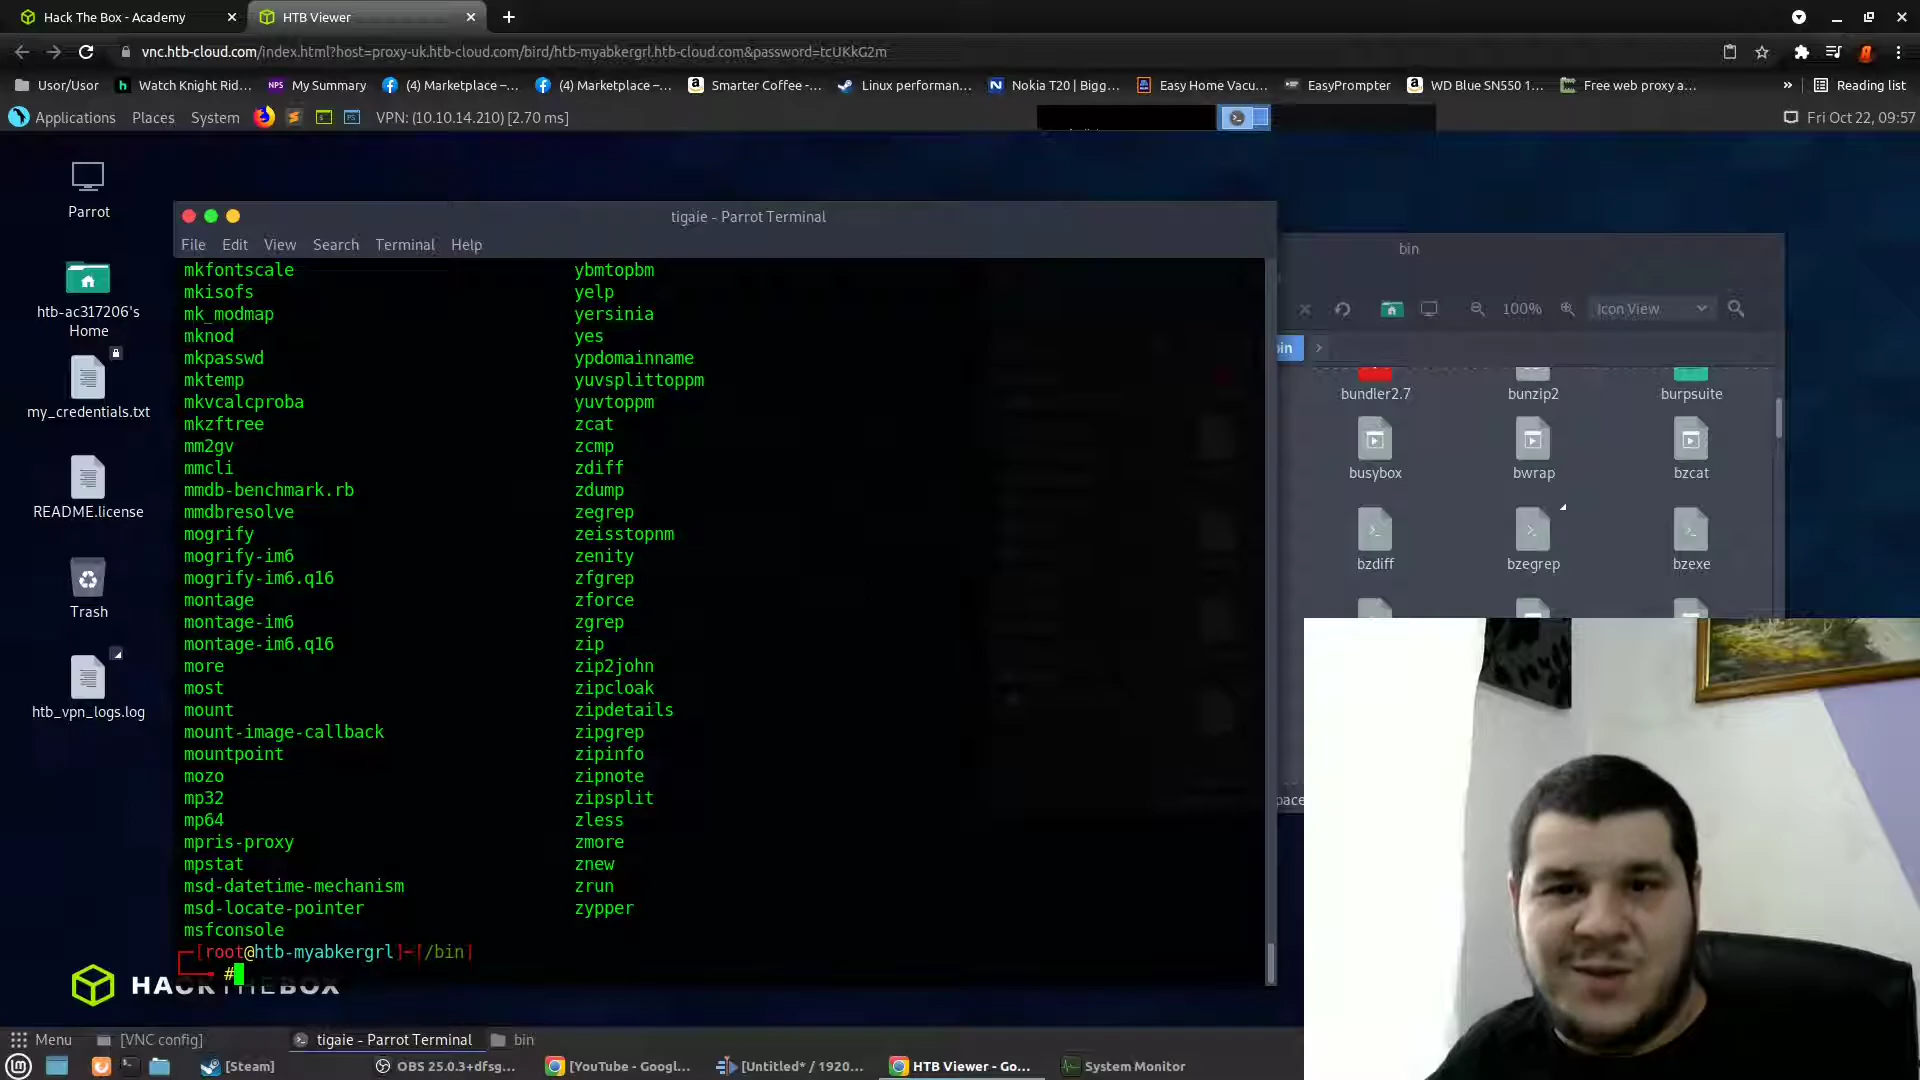 Hack The Box - Academy
HTB Viewer
vnc.htb-cloud.com/index.html?host=proxy-uk.htb-cloud.com/bird/htb-myabkergrl.htb-cloud.com&password=tcUKkG2m
Usor/Usor
Watch Knight Rid...
My Summary
(4) Marketplace –...
(4) Marketplace –...
Smarter Coffee -...
Linux performan...
Nokia T20 | Bigg...
Easy Home Vacu...
EasyPrompter
WD Blue SN550 1...
Free web proxy a...
»
Reading list
Applications Places System
VPN: (10.10.14.210) [2.70 ms]
Fri Oct 22, 09:57
Parrot
htb-ac317206's
Home
my_credentials.txt
README.license
Trash
htb_vpn_logs.log
tigaie - Parrot Terminal
File Edit View Search Terminal Help
mkfontscale ybmtopbm
mkisofs yelp
mk_modmap yersinia
mknod yes
mkpasswd ypdomainname
mktemp yuvsplittoppm
mkvcalcproba yuvtoppm
mkzftree zcat
mm2gv zcmp
mmcli zdiff
mmdb-benchmark.rb zdump
mmdbresolve zegrep
mogrify zeisstopnm
mogrify-im6 zenity
mogrify-im6.q16 zfgrep
montage zforce
montage-im6 zgrep
montage-im6.q16 zip
more zip2john
most zipcloak
mount zipdetails
mount-image-callback zipgrep
mountpoint zipinfo
mozo zipnote
mp32 zipsplit
mp64 zless
mpris-proxy zmore
mpstat znew
msd-datetime-mechanism zrun
msd-locate-pointer zypper
msfconsole
[root@htb-myabkergrl]-[/bin]
#
HACKTHEBOX
bin
100%
Icon View
bin
bundler2.7 bunzip2 burpsuite
busybox bwrap bzcat
bzdiff bzegrep bzexe
pace
Menu
[VNC config]
tigaie - Parrot Terminal
bin
[Steam]
OBS 25.0.3+dfsg...
[YouTube - Googl...
[Untitled* / 1920...
HTB Viewer - Go...
System Monitor